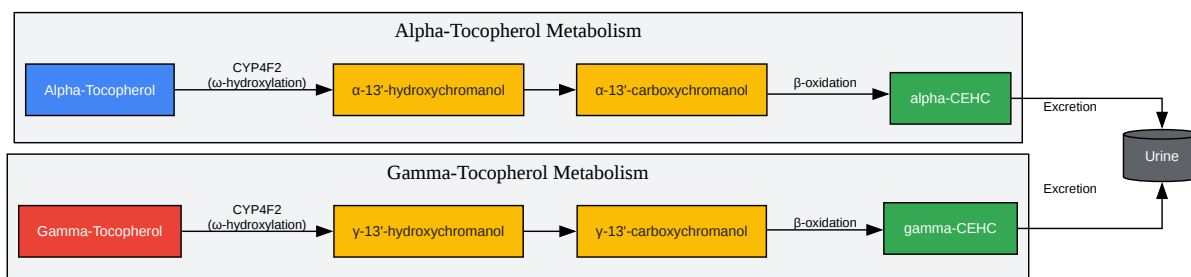 Alpha-Tocopherol Metabolism
Alpha-Tocopherol
CYP4F2
(ω-hydroxylation)
α-13'-hydroxychromanol
α-13'-carboxychromanol
β-oxidation
alpha-CEHC
Excretion
Urine
Gamma-Tocopherol Metabolism
Gamma-Tocopherol
CYP4F2
(ω-hydroxylation)
γ-13'-hydroxychromanol
γ-13'-carboxychromanol
β-oxidation
gamma-CEHC
Excretion